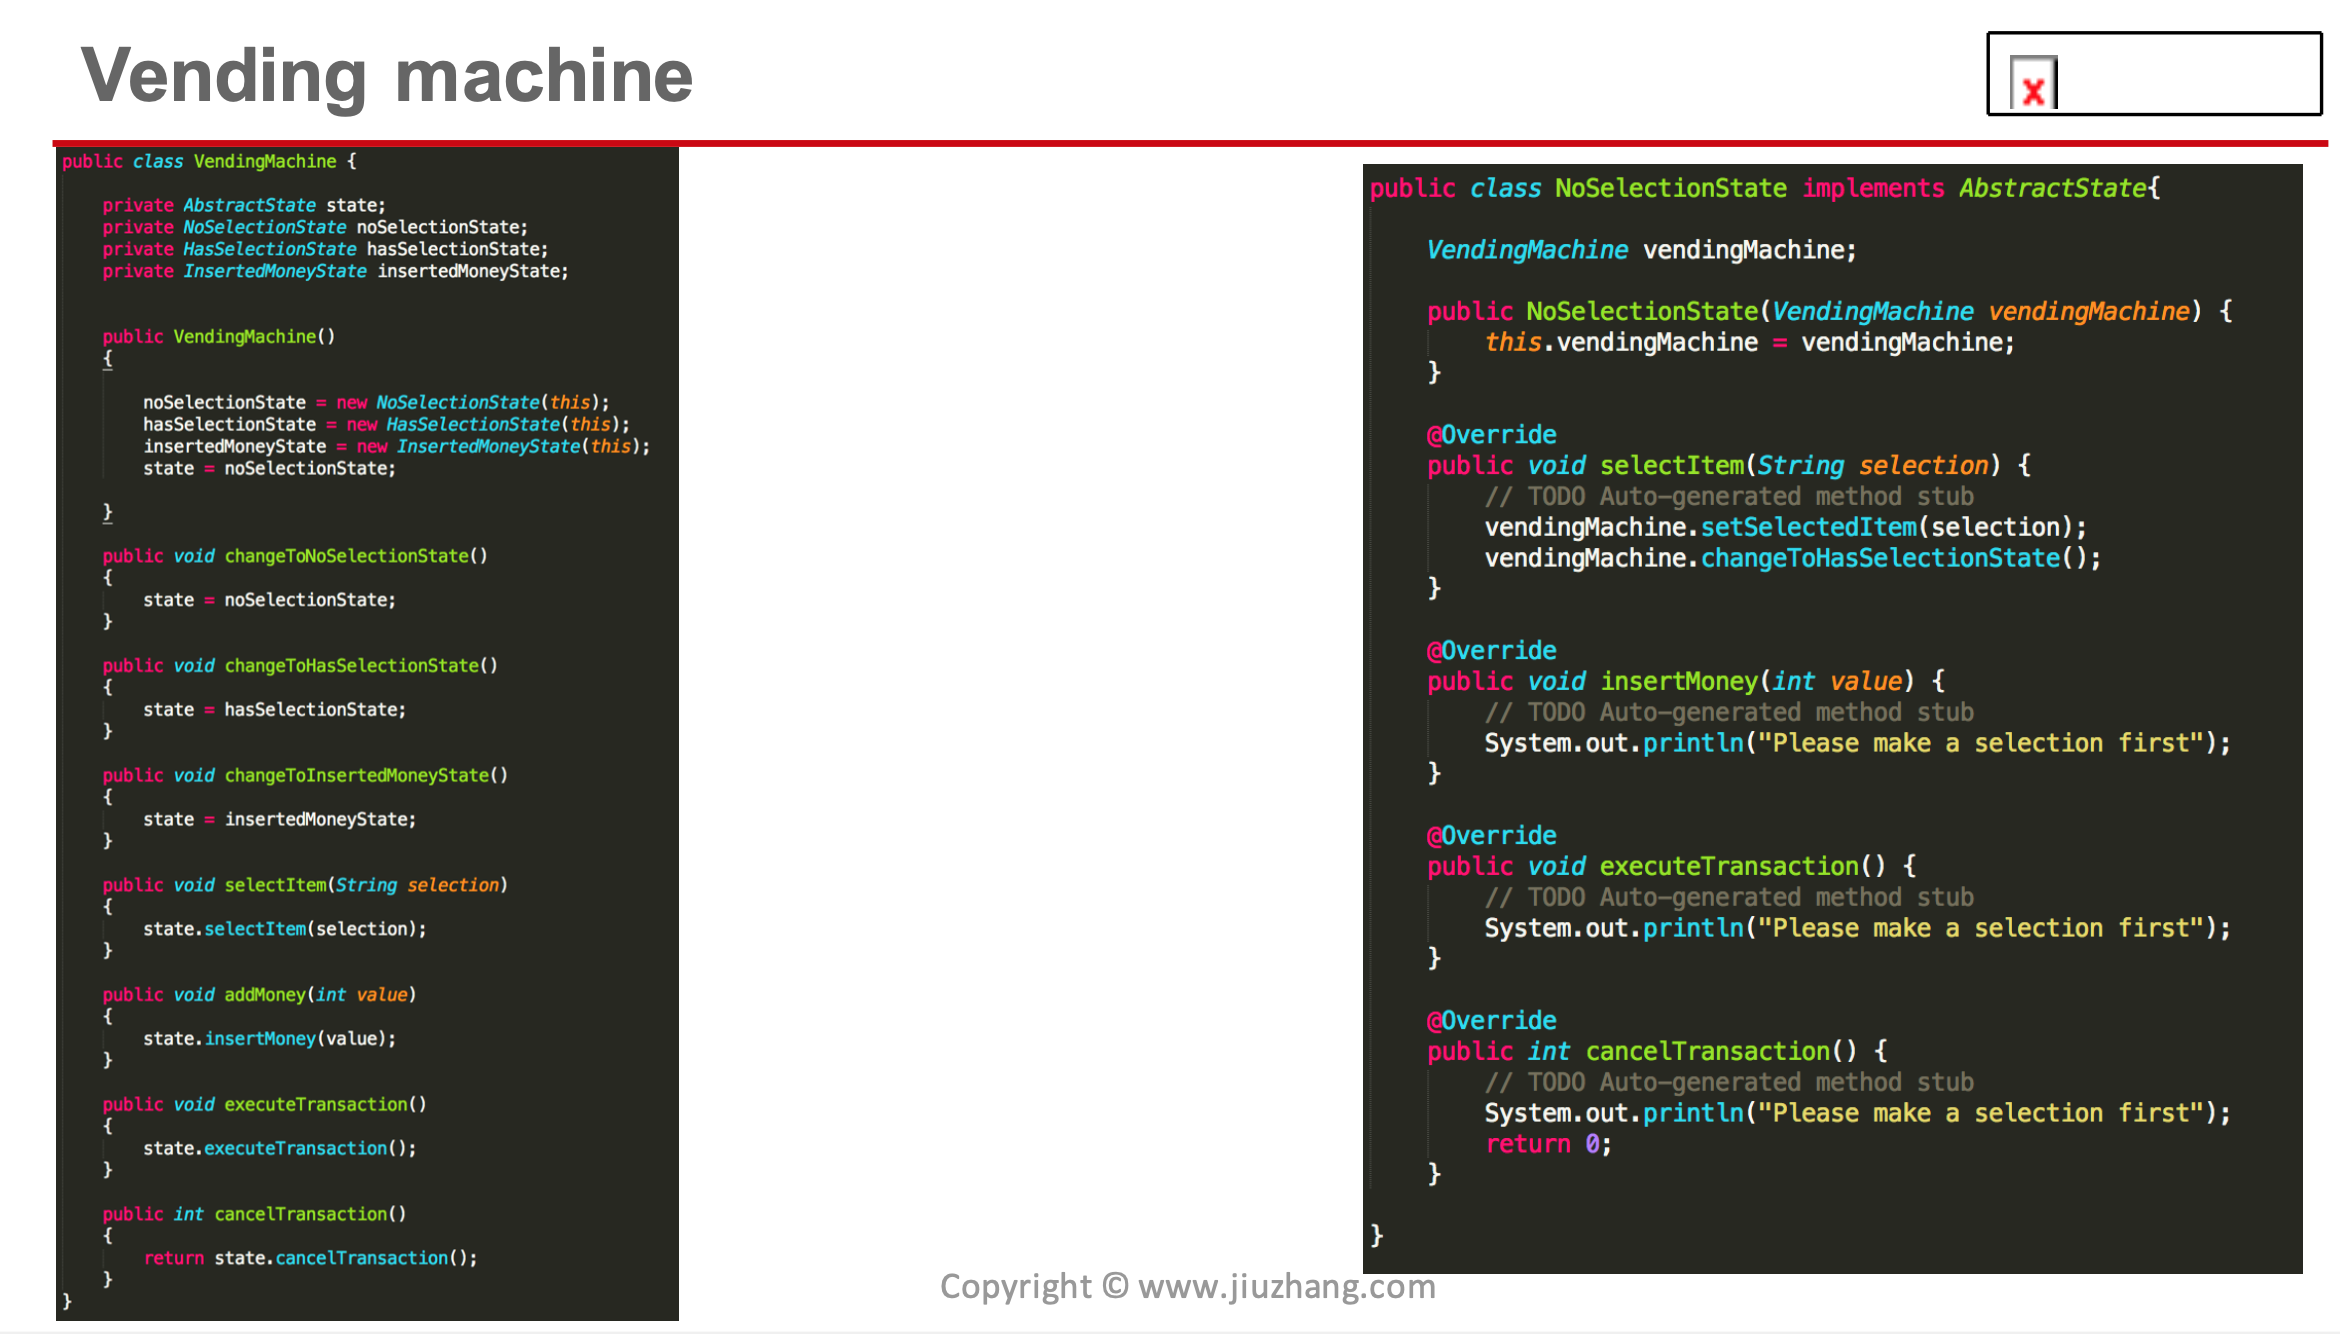 Vending machine
x
public class VendingMachine {
private AbstractState state;
private NoSelectionState noSelectionState;
private HasSelectionState hasSelectionState;
private InsertedMoneyState insertedMoneyState;
public VendingMachine()
{
noSelectionState = new NoSelectionState(this);
hasSelectionState = new HasSelectionState(this);
insertedMoneyState = new InsertedMoneyState(this);
state = noSelectionState;
}
public void changeToNoSelectionState()
{
state = noSelectionState;
}
public void changeToHasSelectionState()
{
state = hasSelectionState;
}
public void changeToInsertedMoneyState()
{
state = insertedMoneyState;
}
public void selectItem(String selection)
{
state.selectItem(selection);
}
public void addMoney(int value)
{
state.insertMoney(value);
}
public void executeTransaction()
{
state.executeTransaction();
}
public int cancelTransaction()
{
return state.cancelTransaction();
}
}
public class NoSelectionState implements AbstractState{
VendingMachine vendingMachine;
public NoSelectionState(VendingMachine vendingMachine) {
this.vendingMachine = vendingMachine;
}
@Override
public void selectItem(String selection) {
// TODO Auto-generated method stub
vendingMachine.setSelectedItem(selection);
vendingMachine.changeToHasSelectionState();
}
@Override
public void insertMoney(int value) {
// TODO Auto-generated method stub
System.out.println("Please make a selection first");
}
@Override
public void executeTransaction() {
// TODO Auto-generated method stub
System.out.println("Please make a selection first");
}
@Override
public int cancelTransaction() {
// TODO Auto-generated method stub
System.out.println("Please make a selection first");
return 0;
}
}
Copyright © www.jiuzhang.com